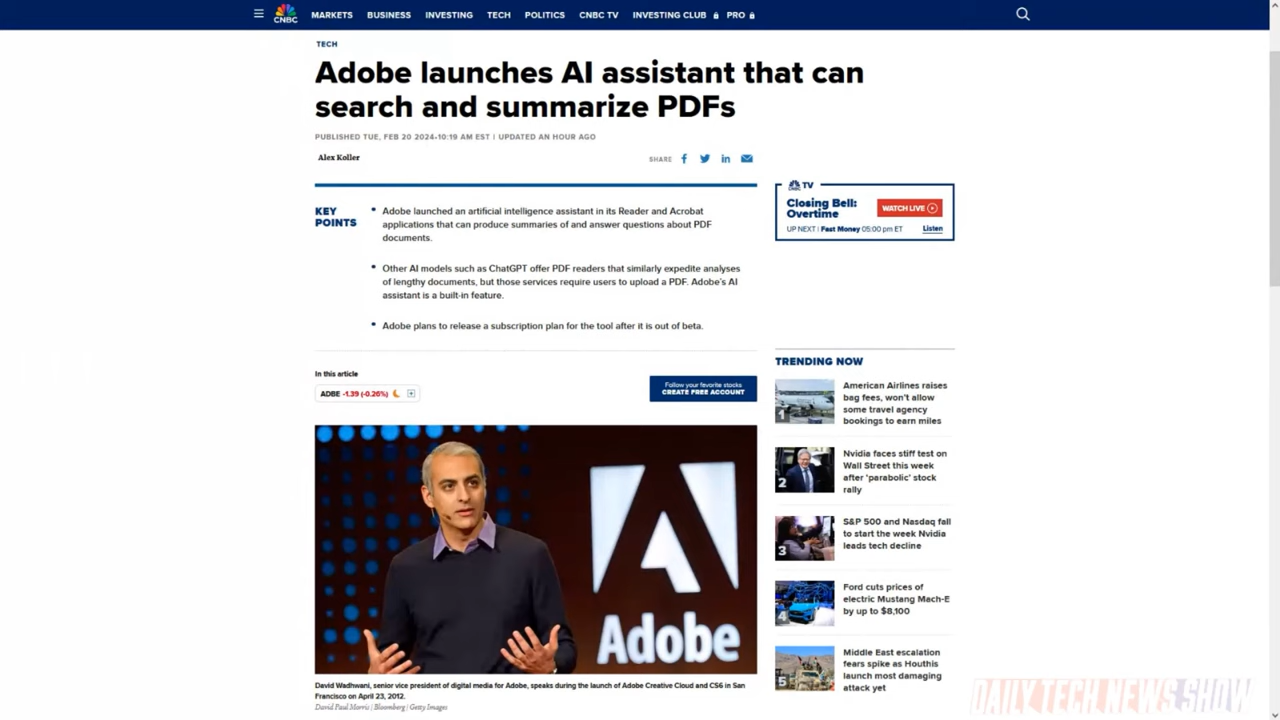 CNBC
MARKETS
BUSINESS
INVESTING
TECH
POLITICS
CNBC TV
INVESTING CLUB
PRO
TECH
Adobe launches AI assistant that can
search and summarize PDFs
PUBLISHED TUE, FEB 20 2024-10:19 AM EST | UPDATED AN HOUR AGO
Alex Koller
SHARE
KEY
POINTS
• Adobe launched an artificial intelligence assistant in its Reader and Acrobat
applications that can produce summaries of and answer questions about PDF
documents.
• Other AI models such as ChatGPT offer PDF readers that similarly expedite analyses
of lengthy documents, but those services require users to upload a PDF. Adobe's AI
assistant is a built-in feature.
• Adobe plans to release a subscription plan for the tool after it is out of beta.
In this article
ADBE -1.39 (-0.26%)
Follow your favorite stocks
CREATE FREE ACCOUNT
Adobe
David Wadhwani, senior vice president of digital media for Adobe, speaks during the launch of Adobe Creative Cloud and CS6 in San
Francisco on April 23, 2012.
David Paul Morris | Bloomberg | Getty Images
CNBC TV
Closing Bell:
Overtime
WATCH LIVE
UP NEXT | Fast Money 05:00 pm ET
Listen
TRENDING NOW
1
American Airlines raises
bag fees, won't allow
some travel agency
bookings to earn miles
2
Nvidia faces stiff test on
Wall Street this week
after 'parabolic' stock
rally
3
S&P 500 and Nasdaq fall
to start the week Nvidia
leads tech decline
4
Ford cuts prices of
electric Mustang Mach-E
by up to $8,100
5
Middle East escalation
fears spike as Houthis
launch most damaging
attack yet
DAILY TECH NEWS SHOW